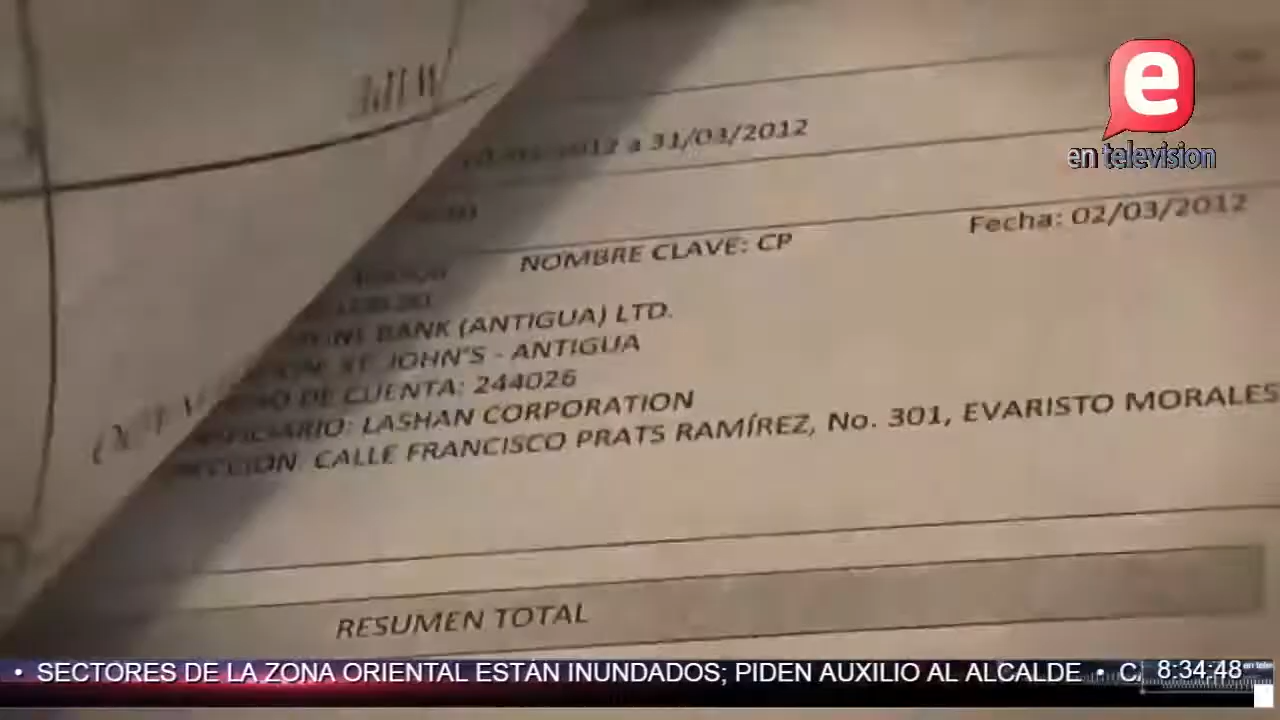 e
en television
a 31/03/2012
Fecha: 02/03/2012
NOMBRE CLAVE: CP
BANK (ANTIGUA) LTD.
ST. JOHN'S - ANTIGUA
DE CUENTA: 244026
LASHAN CORPORATION
CALLE FRANCISCO PRATS RAMÍREZ, No. 301, EVARISTO MORALES
RESUMEN TOTAL
• SECTORES DE LA ZONA ORIENTAL ESTÁN INUNDADOS; PIDEN AUXILIO AL ALCALDE •
8:34:48